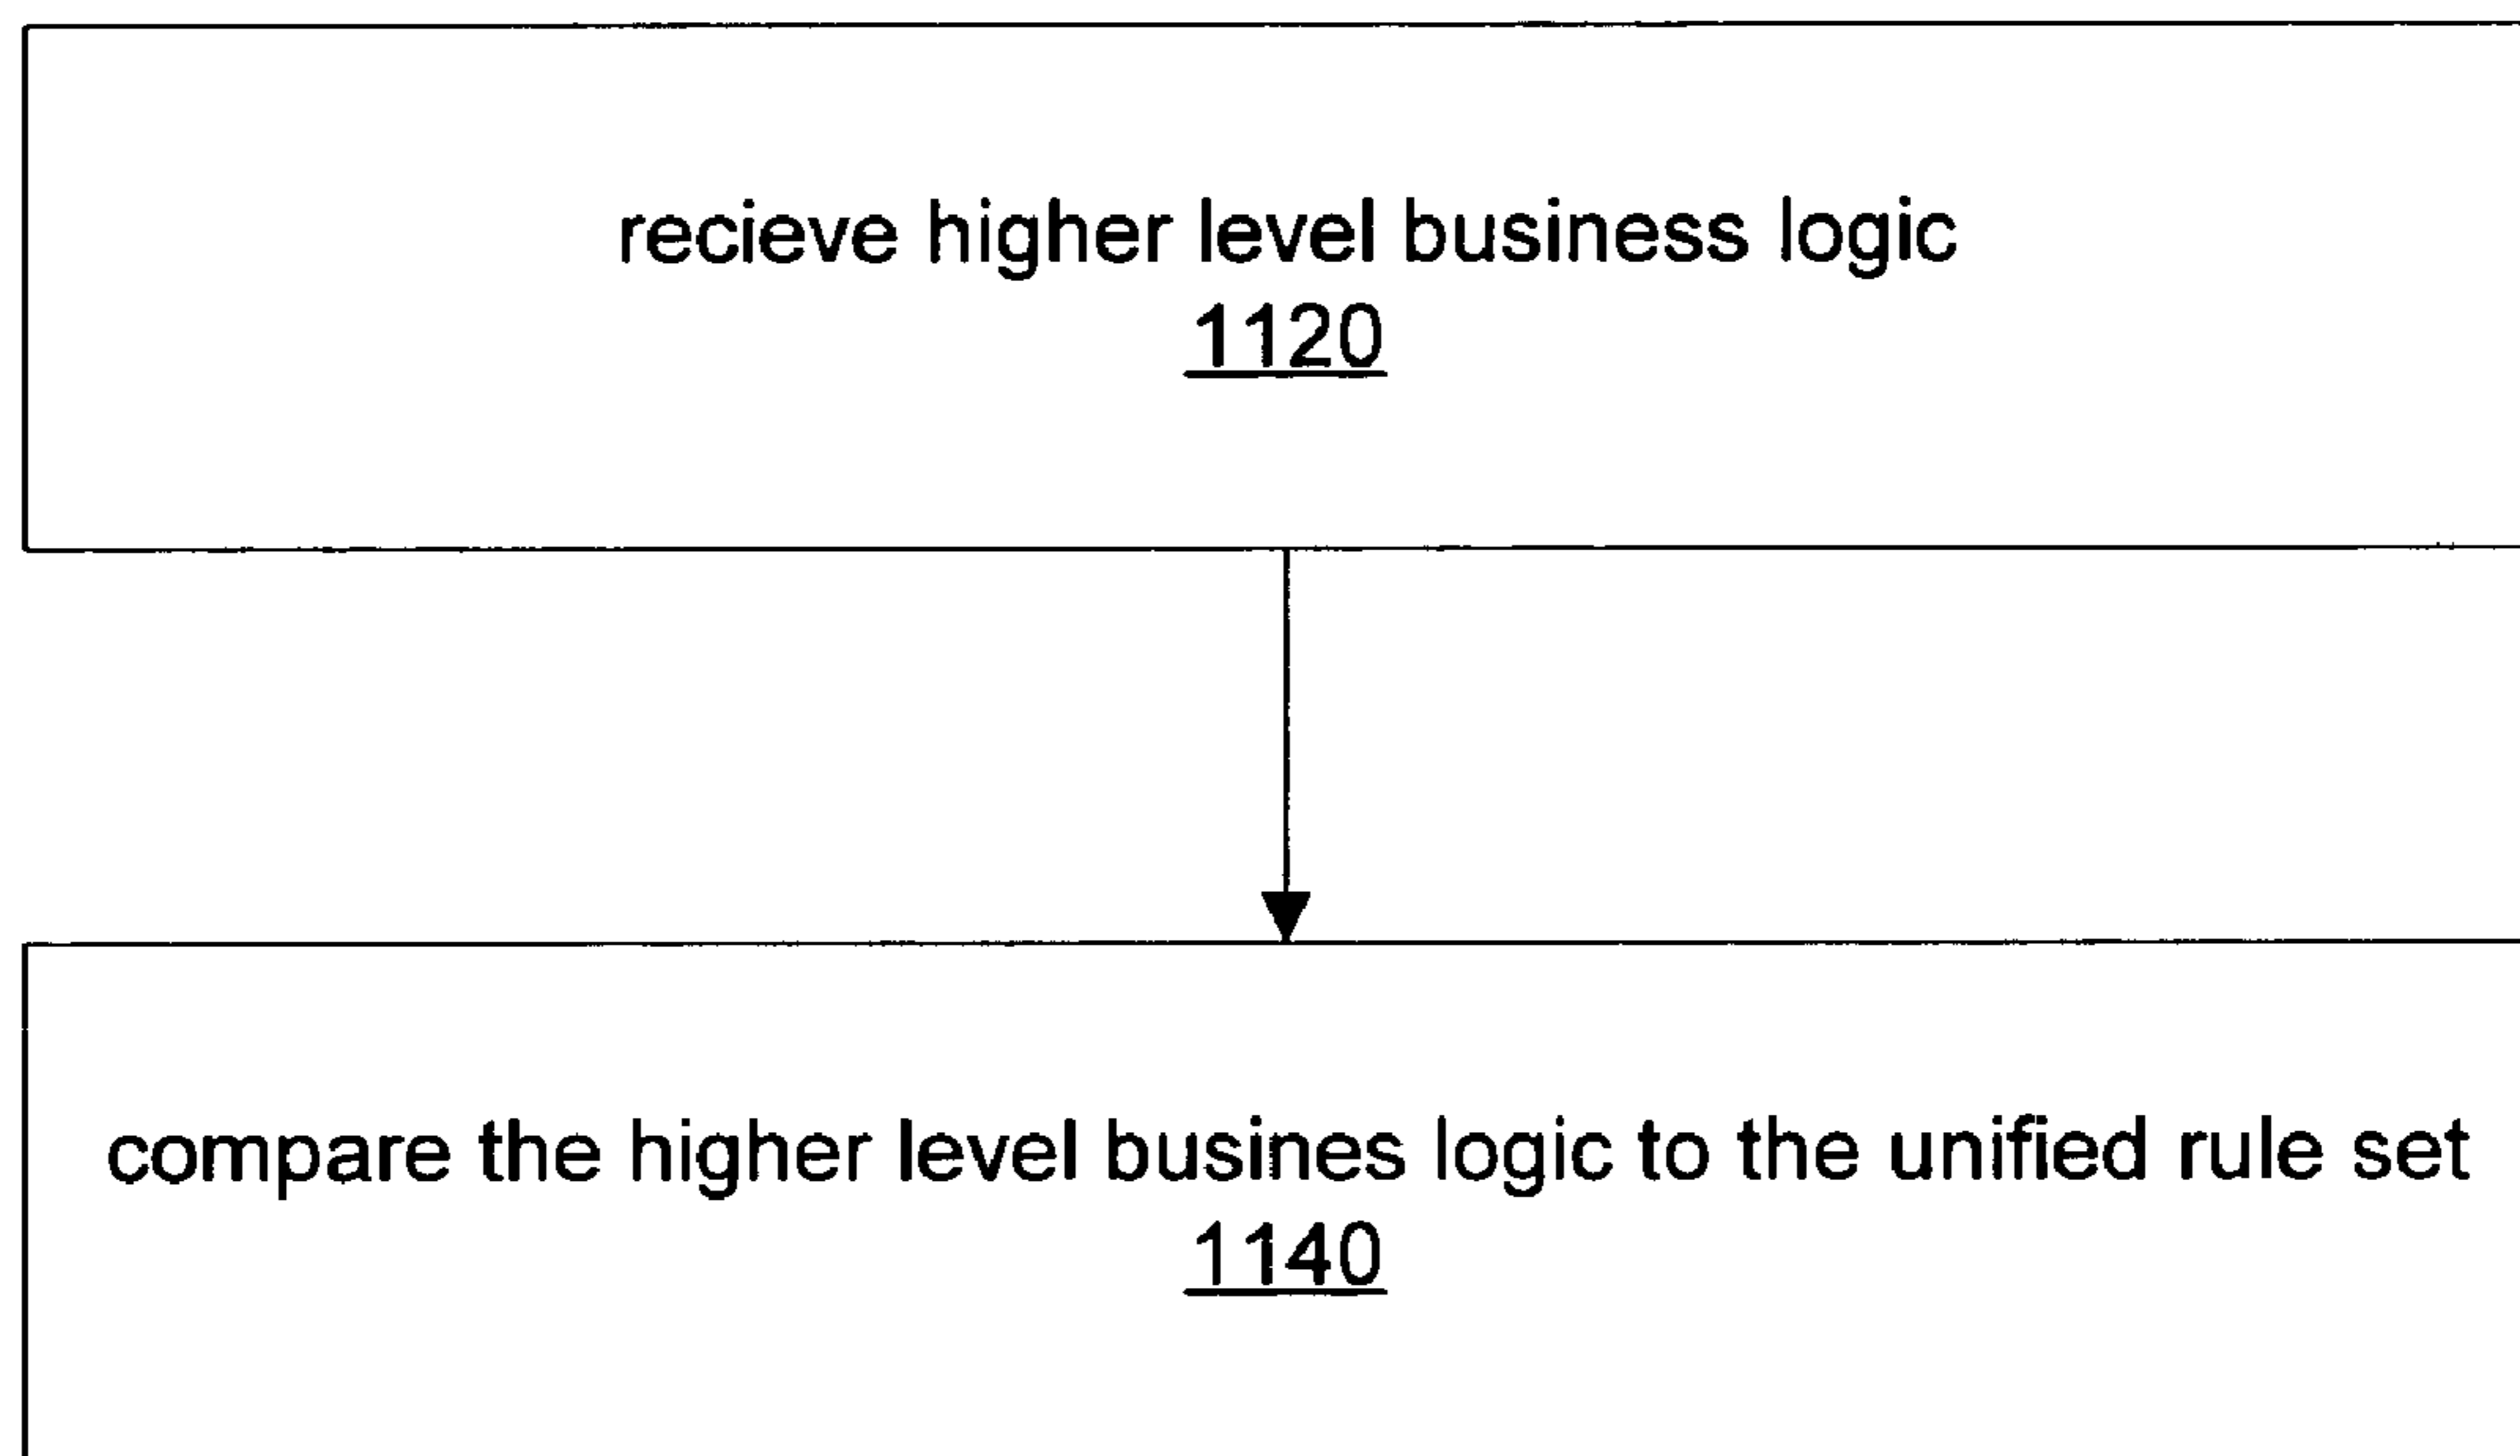 recieve higher level business logic
1120
compare the higher level busines logic to the unified rule set
1140